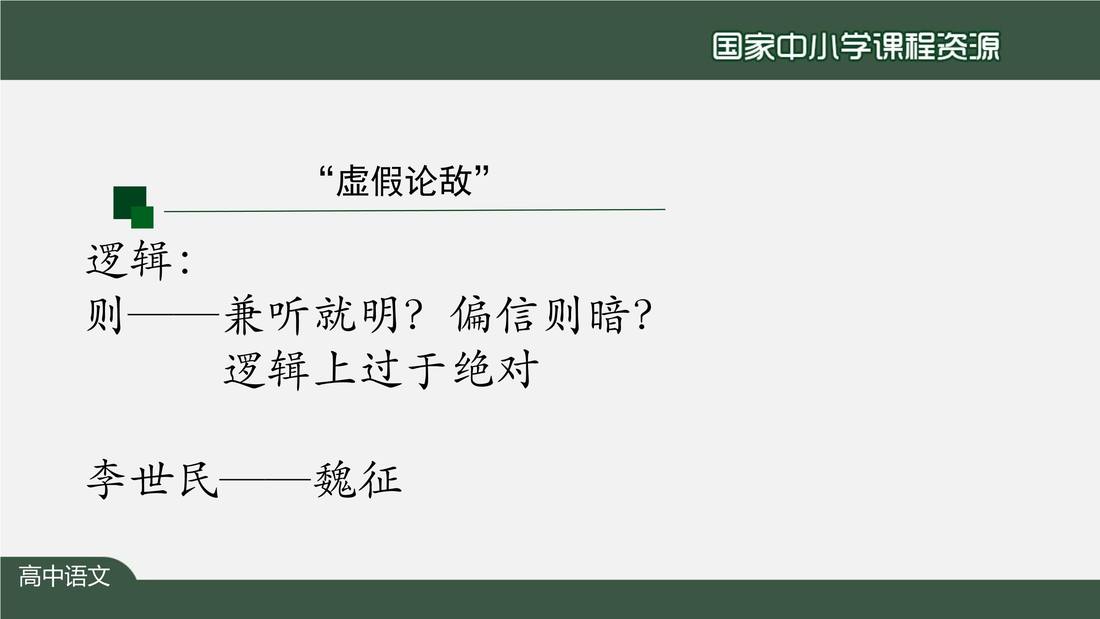 国家中小学课程资源
“虚假论敌”
逻辑：
则——兼听就明？偏信则暗？
逻辑上过于绝对
李世民——魏征
高中语文